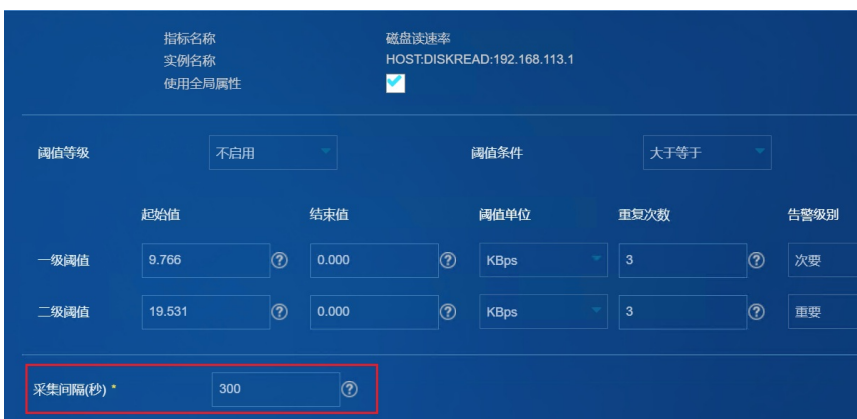 指标名称 磁盘读速率
实例名称 HOST:DISKREAD:192.168.113.1
使用全局属性
阈值等级 不启用 阈值条件 大于等于
起始值 结束值 阈值单位 重复次数 告警级别
一级阈值 9.766 ? 0.000 ? KBps 3 ? 次要
二级阈值 19.531 ? 0.000 ? KBps 3 ? 重要
采集间隔(秒) * 300 ?